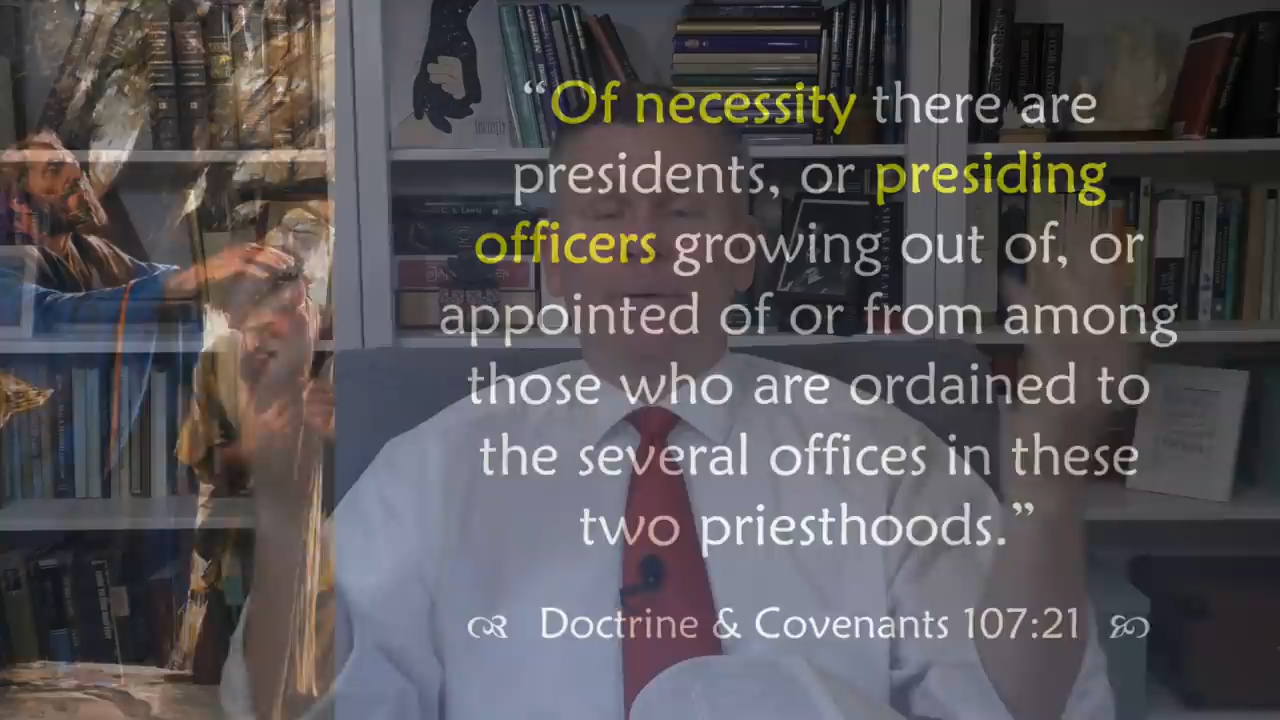 “Of necessity there are
presidents, or presiding
officers growing out of, or
appointed of or from among
those who are ordained to
the several offices in these
two priesthoods.”
Doctrine & Covenants 107:21
SHAKESPEARE